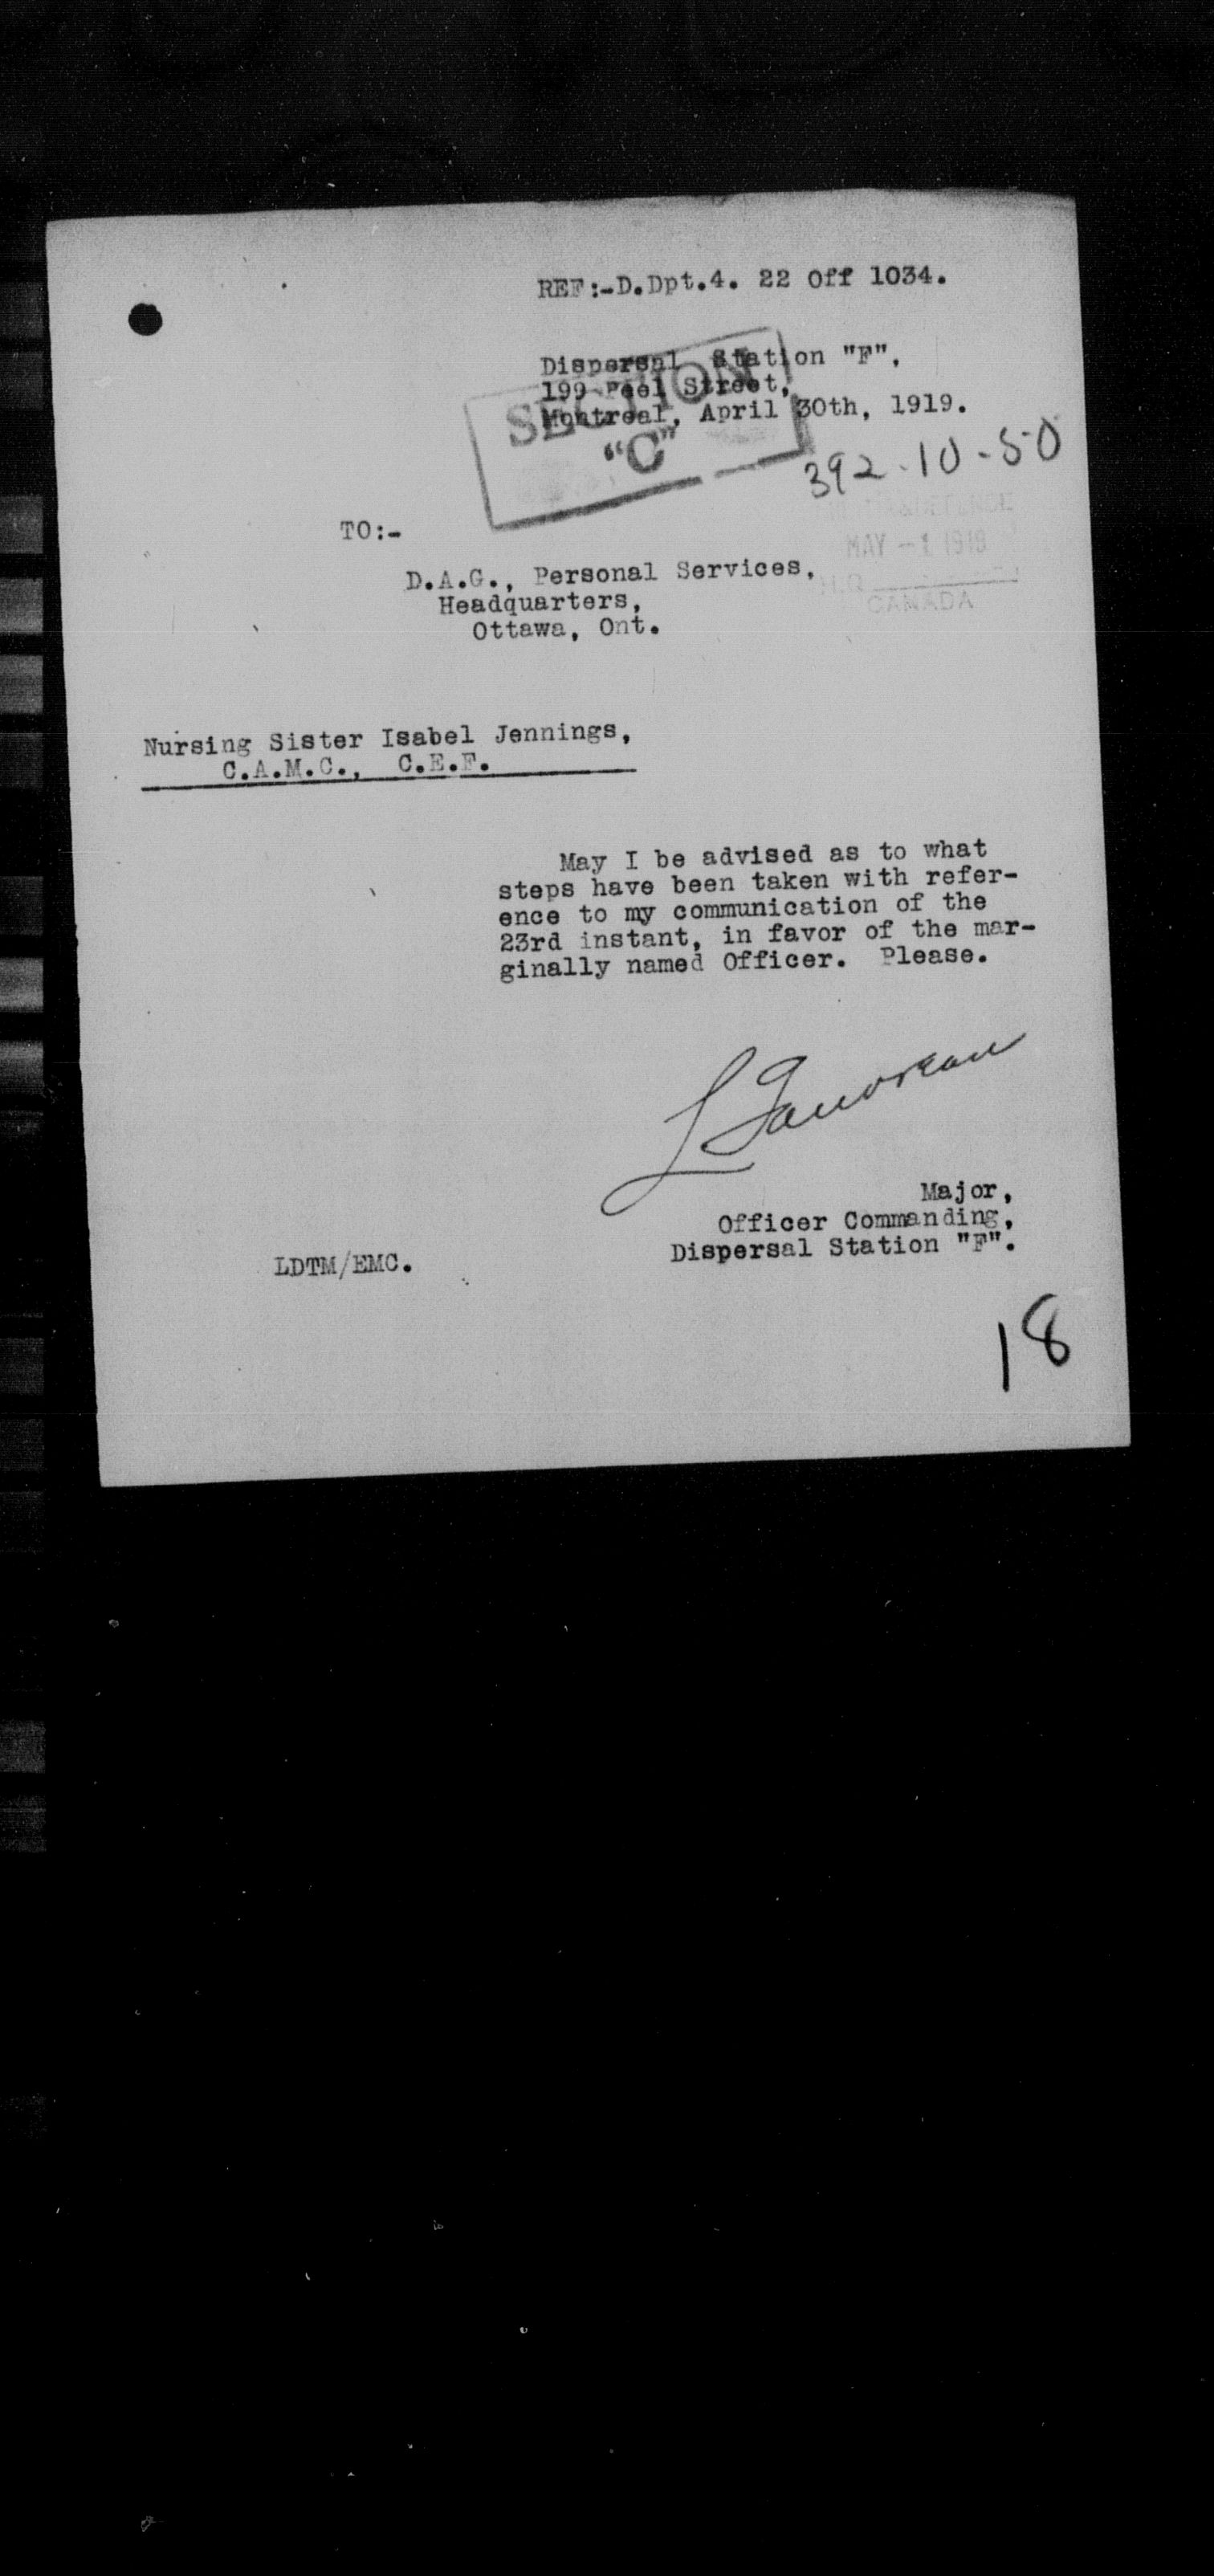 REF:-D.Dpt.4. 22 Off 1034.
Dispersal Station "F",
199 Peel Street,
Montreal, April 30th, 1919.
SECTION
"C"
392-10-50
TO:-
MAY -1 1919
H.Q.
CANADA
D.A.G., Personal Services,
Headquarters,
Ottawa, Ont.
Nursing Sister Isabel Jennings,
C.A.M.C., C.E.F.
May I be advised as to what
steps have been taken with refer-
ence to my communication of the
23rd instant, in favor of the mar-
ginally named Officer. Please.
Major,
Officer Commanding,
Dispersal Station "F".
LDTM/EMC.
18